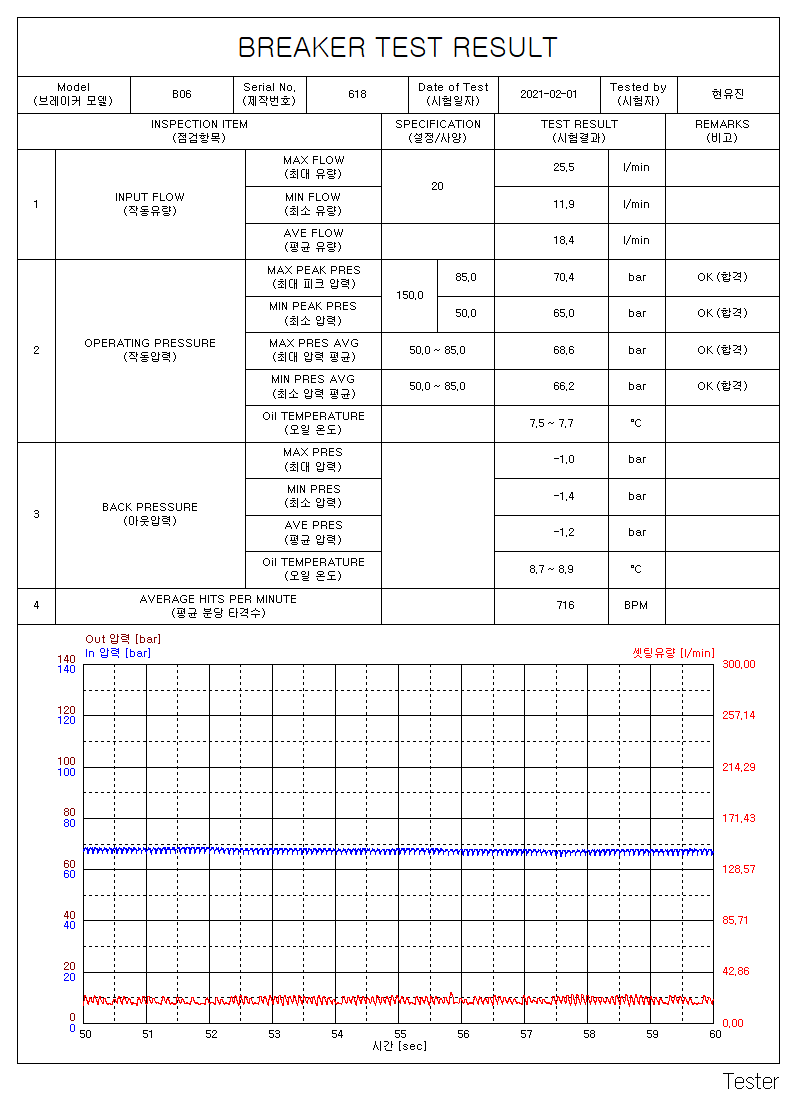 BREAKER TEST RESULT
Model
(브레이커 모델)
B06
Serial No.
(제작번호)
618
Date of Test
(시험일자)
2021-02-01
Tested by
(시험자)
현유진
INSPECTION ITEM
(점검항목)
SPECIFICATION
(설정/사양)
TEST RESULT
(시험결과)
REMARKS
(비고)
1
INPUT FLOW
(작동유량)
MAX FLOW
(최대 유량)
20
25.5
l/min
MIN FLOW
(최소 유량)
11.9
l/min
AVE FLOW
(평균 유량)
18.4
l/min
2
OPERATING PRESSURE
(작동압력)
MAX PEAK PRES
(최대 피크 압력)
150.0
85.0
70.4
bar
OK (합격)
MIN PEAK PRES
(최소 압력)
50.0
65.0
bar
OK (합격)
MAX PRES AVG
(최대 압력 평균)
50.0 ~ 85.0
68.6
bar
OK (합격)
MIN PRES AVG
(최소 압력 평균)
50.0 ~ 85.0
66.2
bar
OK (합격)
Oil TEMPERATURE
(오일 온도)
7.5 ~ 7.7
°C
3
BACK PRESSURE
(아웃압력)
MAX PRES
(최대 압력)
-1.0
bar
MIN PRES
(최소 압력)
-1.4
bar
AVE PRES
(평균 압력)
-1.2
bar
Oil TEMPERATURE
(오일 온도)
8.7 ~ 8.9
°C
4
AVERAGE HITS PER MINUTE
(평균 분당 타격수)
716
BPM
Out 압력 [bar]
In 압력 [bar]
셋팅유량 [l/min]
140
140
300.00
120
120
257.14
100
100
214.29
80
80
171.43
60
60
128.57
40
40
85.71
20
20
42.86
0
0
0.00
50 51 52 53 54 55 56 57 58 59 60
시간 [sec]
Tester